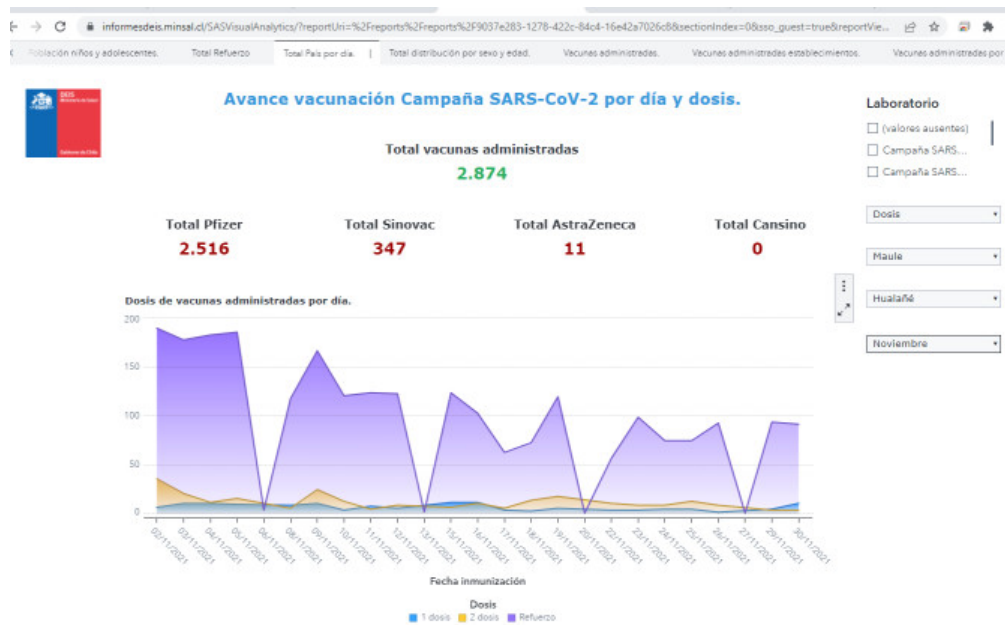 informesdeis.minsal.cl/SASVisualAnalytics/?reportUri=%2Freports%2Freports%2F9037e283-1278-422c-84c4-16e42a7026c8&sectionIndex=0&sso_guest=true&reportVie...
Población niños y adolescentes. Total Refuerzo Total País por día. Total distribución por sexo y edad. Vacunas administradas. Vacunas administradas establecimientos. Vacunas administradas por
DEIS
Ministerio de Salud
Gobierno de Chile
Avance vacunación Campaña SARS-CoV-2 por día y dosis.
Total vacunas administradas
2.874
Total Pfizer Total Sinovac Total AstraZeneca Total Cansino
2.516 347 11 0
Laboratorio
(valores ausentes)
Campaña SARS...
Campaña SARS...
Dosis
Maule
Hualañé
Noviembre
Dosis de vacunas administradas por día.
200
150
100
50
0
02/11/2021 03/11/2021 04/11/2021 05/11/2021 06/11/2021 08/11/2021 09/11/2021 10/11/2021 11/11/2021 12/11/2021 13/11/2021 15/11/2021 16/11/2021 17/11/2021 18/11/2021 19/11/2021 20/11/2021 22/11/2021 23/11/2021 24/11/2021 25/11/2021 26/11/2021 27/11/2021 29/11/2021 30/11/2021
Fecha inmunización
Dosis
1 dosis 2 dosis Refuerzo